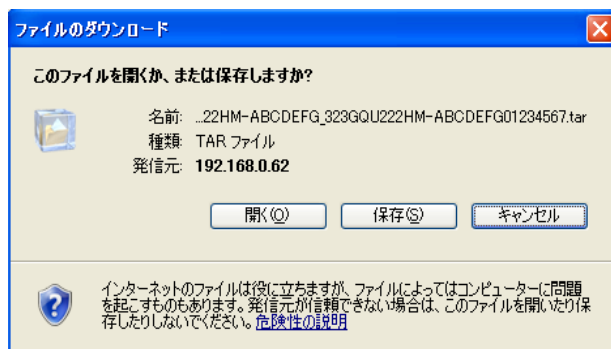 ファイルのダウンロード
このファイルを開くか、または保存しますか?
名前: ...22HM-ABCDEFG_323GQU222HM-ABCDEFG01234567.tar
種類: TAR ファイル
発信元: 192.168.0.62
開く(O) 保存(S) キャンセル
インターネットのファイルは役に立ちますが、ファイルによってはコンピューターに問題
を起こすものもあります。発信元が信頼できない場合は、このファイルを開いたり保
存したりしないでください。危険性の説明